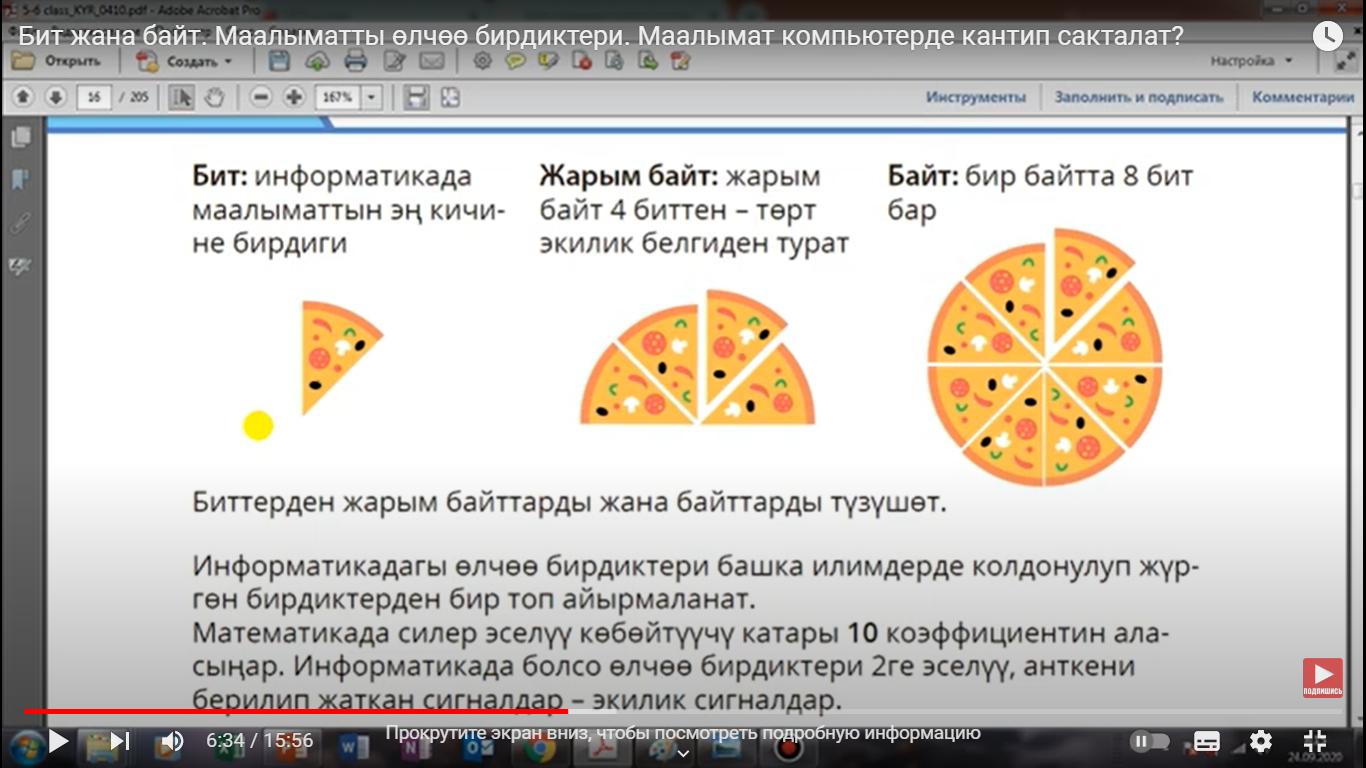 5-6 class_KYR_0410.pdf - Adobe Acrobat Pro
Бит жана байт. Маалыматты өлчөө бирдиктери. Маалымат компьютерде кантип сакталат?
Открыть
Создать
Настройка
16 / 205
167%
Инструменты
Заполнить и подписать
Комментарии
Бит: информатикада
маалыматтын эң кичи-
не бирдиги
Жарым байт: жарым
байт 4 биттен – төрт
экилик белгиден турат
Байт: бир байтта 8 бит
бар
Биттерден жарым байттарды жана байттарды түзүшөт.
Информатикадагы өлчөө бирдиктери башка илимдерде колдонулуп жүр-
гөн бирдиктерден бир топ айырмаланат.
Математикада силер эселүү көбөйтүүчү катары 10 коэффициентин ала-
сыңар. Информатикада болсо өлчөө бирдиктери 2ге эселүү, анткени
берилип жаткан сигналдар – экилик сигналдар.
подпишись
6:34 / 15:56
Прокрутите экран вниз, чтобы посмотреть подробную информацию
24.09.2020